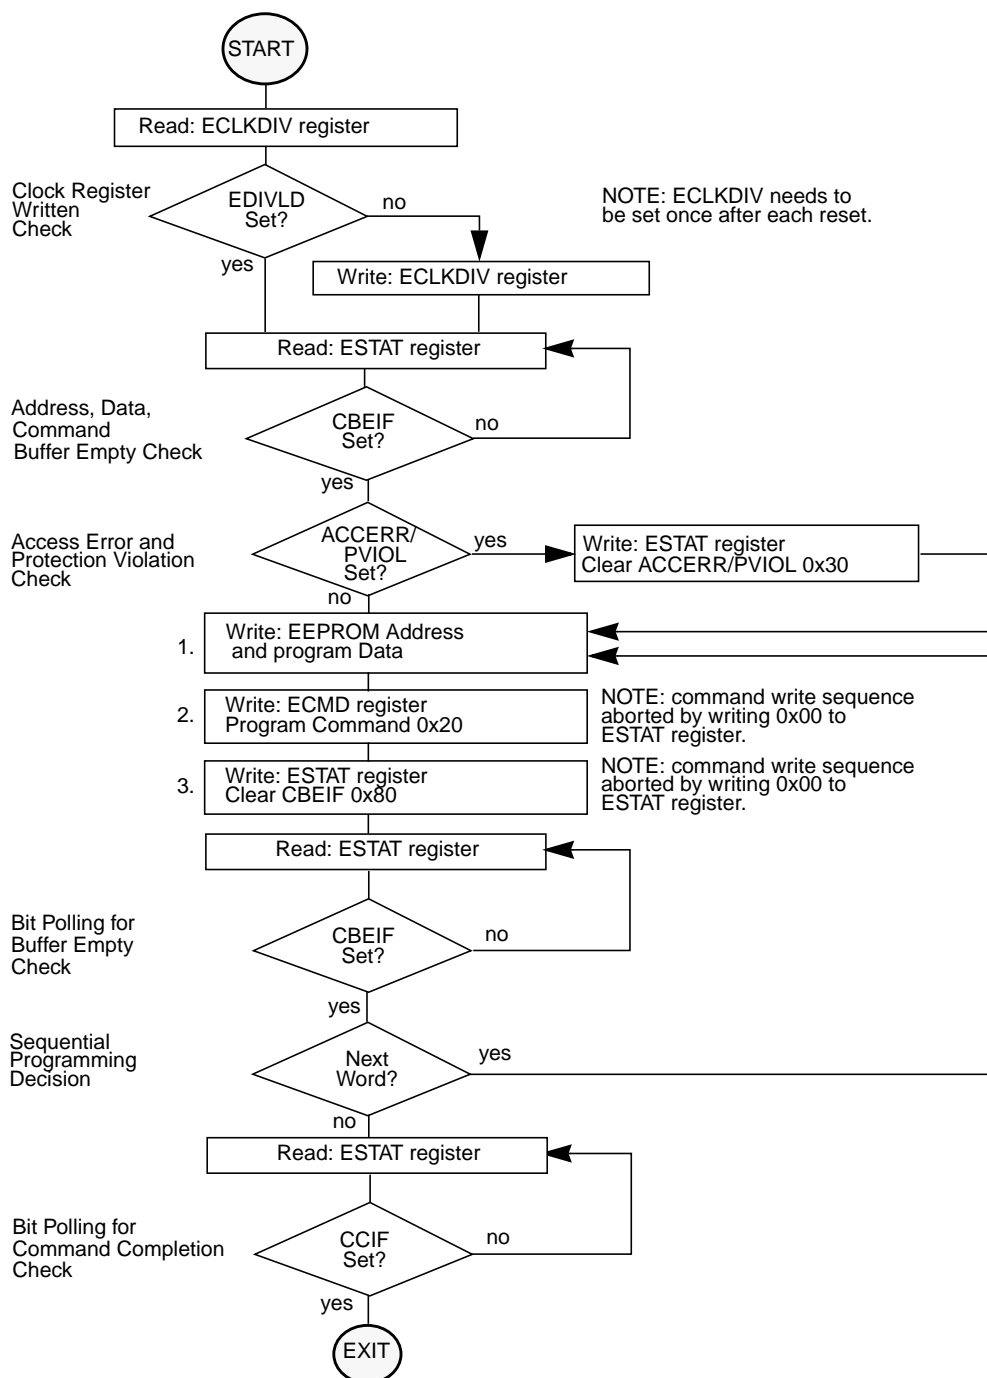 START
Read: ECLKDIV register
Clock Register
Written
Check
EDIVLD
Set?
no
yes
NOTE: ECLKDIV needs to
be set once after each reset.
Write: ECLKDIV register
Read: ESTAT register
Address, Data,
Command
Buffer Empty Check
CBEIF
Set?
no
yes
Access Error and
Protection Violation
Check
ACCERR/
PVIOL
Set?
yes
no
Write: ESTAT register
Clear ACCERR/PVIOL 0x30
1.
Write: EEPROM Address
and program Data
2.
Write: ECMD register
Program Command 0x20
NOTE: command write sequence
aborted by writing 0x00 to
ESTAT register.
3.
Write: ESTAT register
Clear CBEIF 0x80
NOTE: command write sequence
aborted by writing 0x00 to
ESTAT register.
Read: ESTAT register
Bit Polling for
Buffer Empty
Check
CBEIF
Set?
no
yes
Sequential
Programming
Decision
Next
Word?
yes
no
Read: ESTAT register
Bit Polling for
Command Completion
Check
CCIF
Set?
no
yes
EXIT